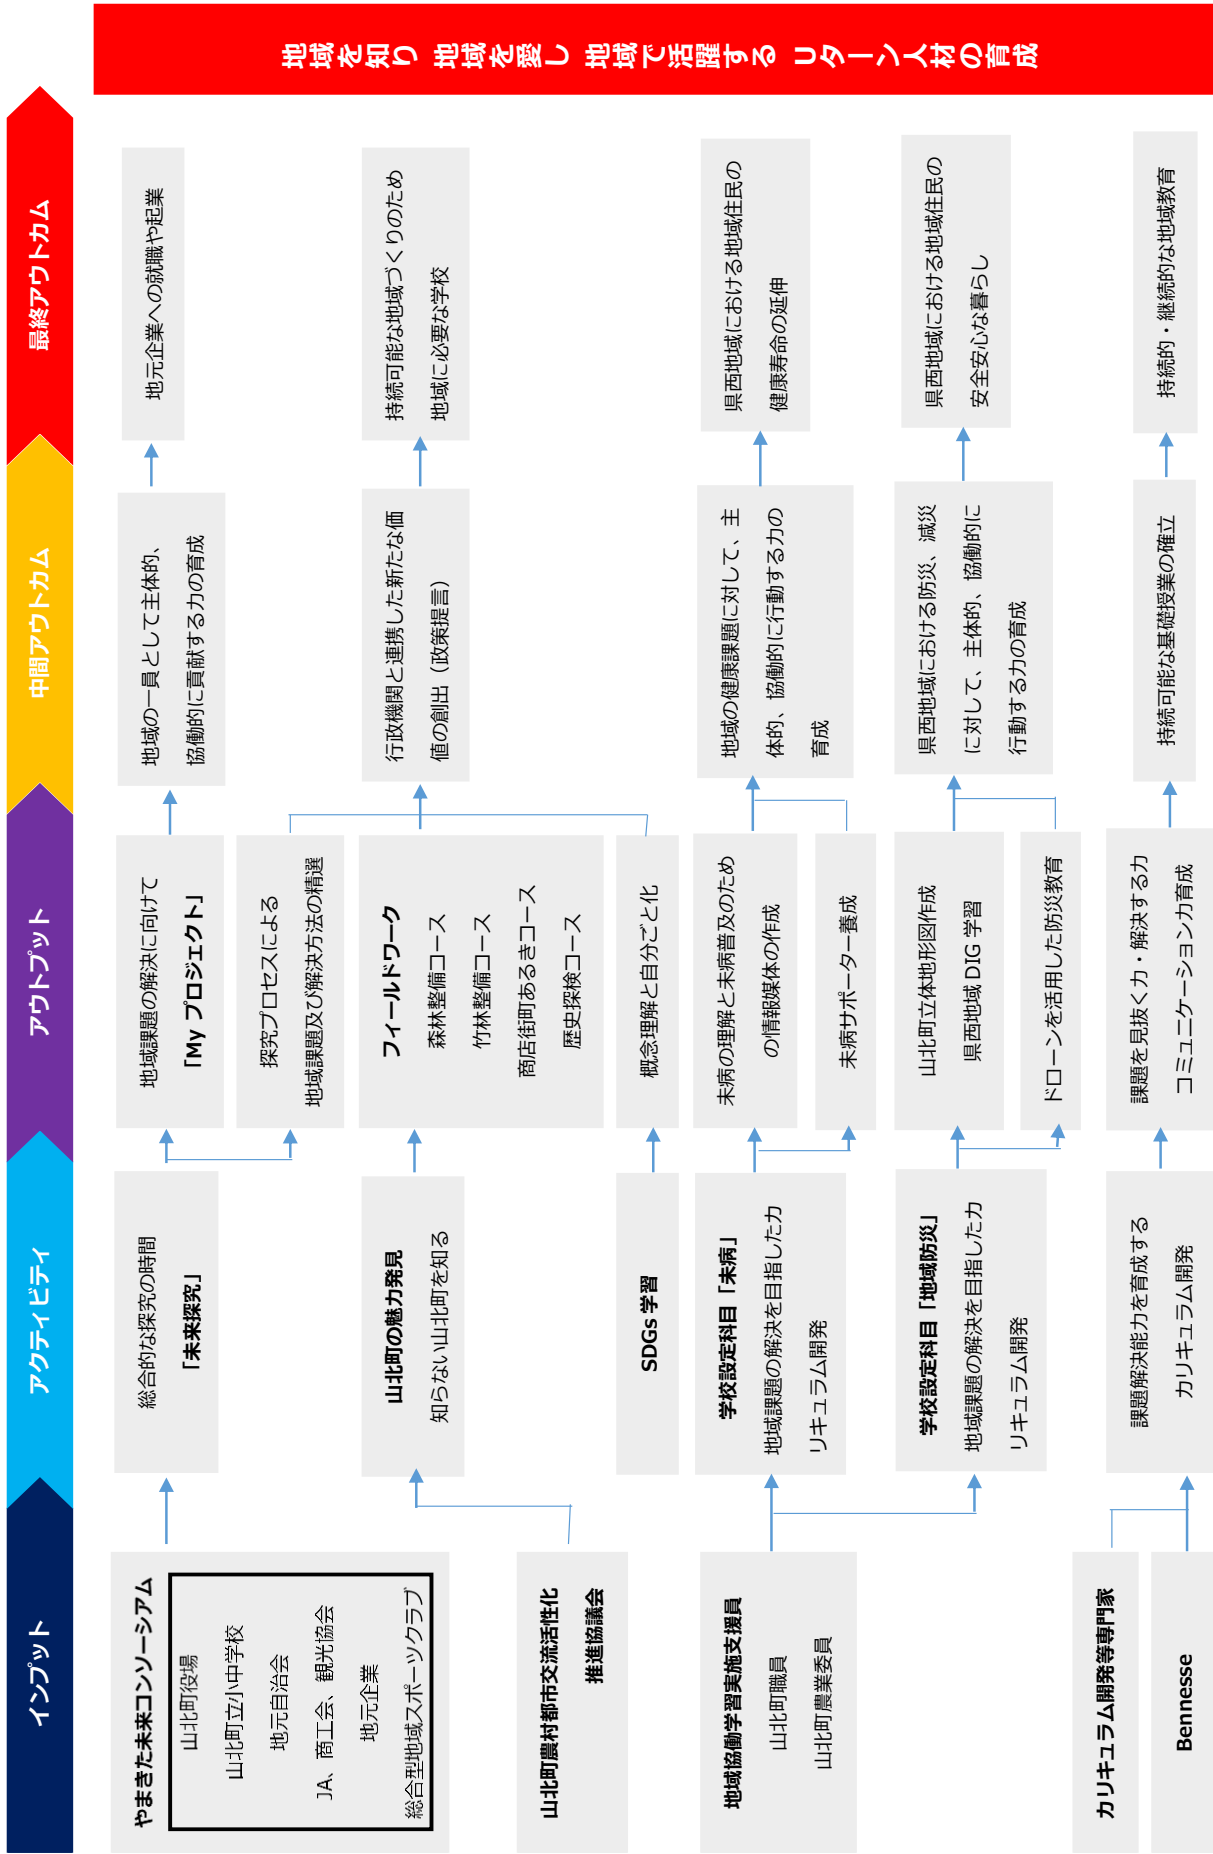 インプット
アクティビティ
アウトプット
中間アウトカム
最終アウトカム
やまきた未来コンソーシアム
山北町役場
山北町立小中学校
地元自治会
JA、商工会、観光協会
地元企業
総合型地域スポーツクラブ
山北町農村都市交流活性化
推進協議会
地域協働学習実施支援員
山北町職員
山北町農業委員
カリキュラム開発等専門家
Bennesse
総合的な探究の時間
「未来探究」
山北町の魅力発見
知らない山北町を知る
SDGs 学習
学校設定科目「未病」
地域課題の解決を目指したカ
リキュラム開発
学校設定科目「地域防災」
地域課題の解決を目指したカ
リキュラム開発
課題解決能力を育成する
カリキュラム開発
地域課題の解決に向けて
「My プロジェクト」
探究プロセスによる
地域課題及び解決方法の精選
フィールドワーク
森林整備コース
竹林整備コース
商店街町あるきコース
歴史探検コース
概念理解と自分ごと化
未病の理解と未病普及のため
の情報媒体の作成
未病サポーター養成
山北町立体地形図作成
県西地域 DIG 学習
ドローンを活用した防災教育
課題を見抜く力・解決する力
コミュニケーション力育成
地域の一員として主体的、
協働的に貢献する力の育成
行政機関と連携した新たな価
値の創出（政策提言）
地域の健康課題に対して、主
体的、協働的に行動する力の
育成
県西地域における防災、減災
に対して、主体的、協働的に
行動する力の育成
持続可能な基礎授業の確立
地元企業への就職や起業
持続可能な地域づくりのため
地域に必要な学校
県西地域における地域住民の
健康寿命の延伸
県西地域における地域住民の
安全安心な暮らし
持続的・継続的な地域教育
地域を知り 地域を愛し 地域で活躍する Uターン人材の育成